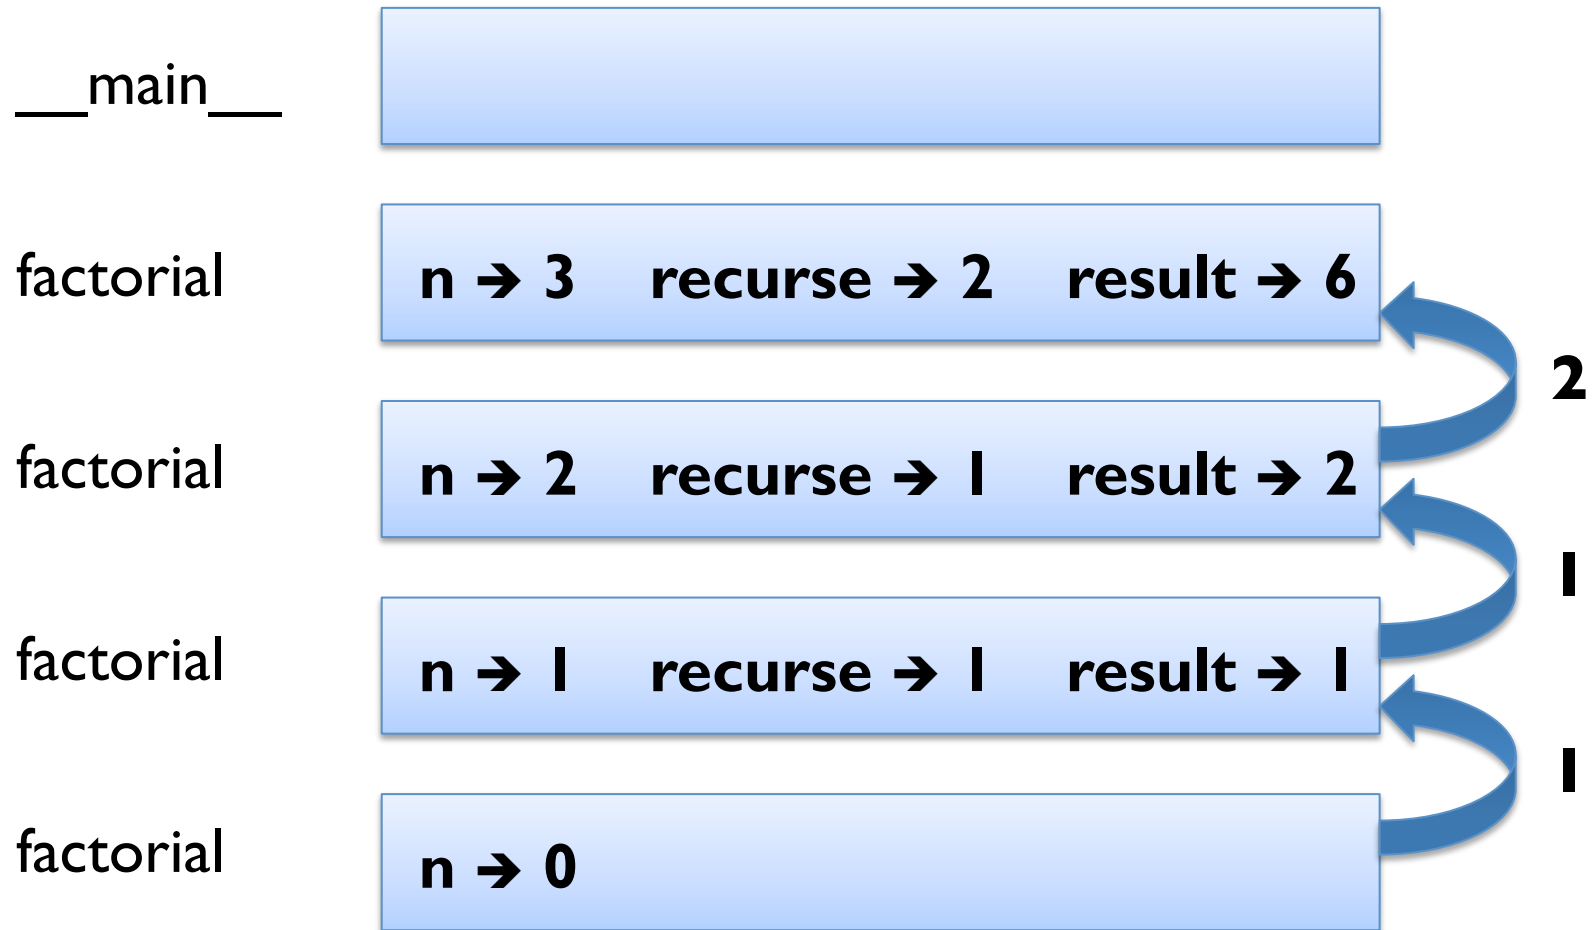 __main__
factorial n ➔ 3 recurse ➔ 2 result ➔ 6
2
factorial n ➔ 2 recurse ➔ 1 result ➔ 2
1
factorial n ➔ 1 recurse ➔ 1 result ➔ 1
1
factorial n ➔ 0